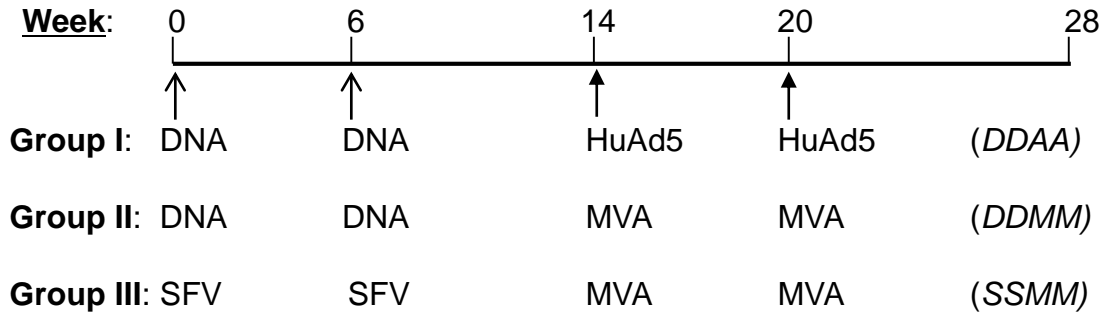 Week: 0 6 14 20 28
Group I: DNA DNA HuAd5 HuAd5 (DDAA)
Group II: DNA DNA MVA MVA (DDMM)
Group III: SFV SFV MVA MVA (SSMM)